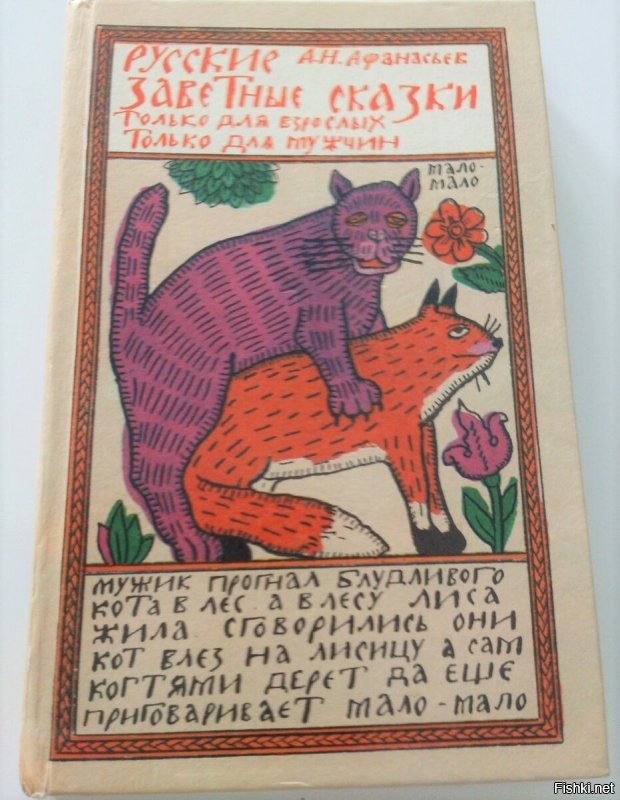 Русские А.Н. Афанасьев
Заветные сказки
Только для взрослых
Только для мужчин
мало-
мало
мужик прогнал блудливого
кота в лес. а в лесу лиса
жила сговорились они
кот влез на лисицу а сам
когтями дерет да еще
приговаривает мало-мало
Fishki.net